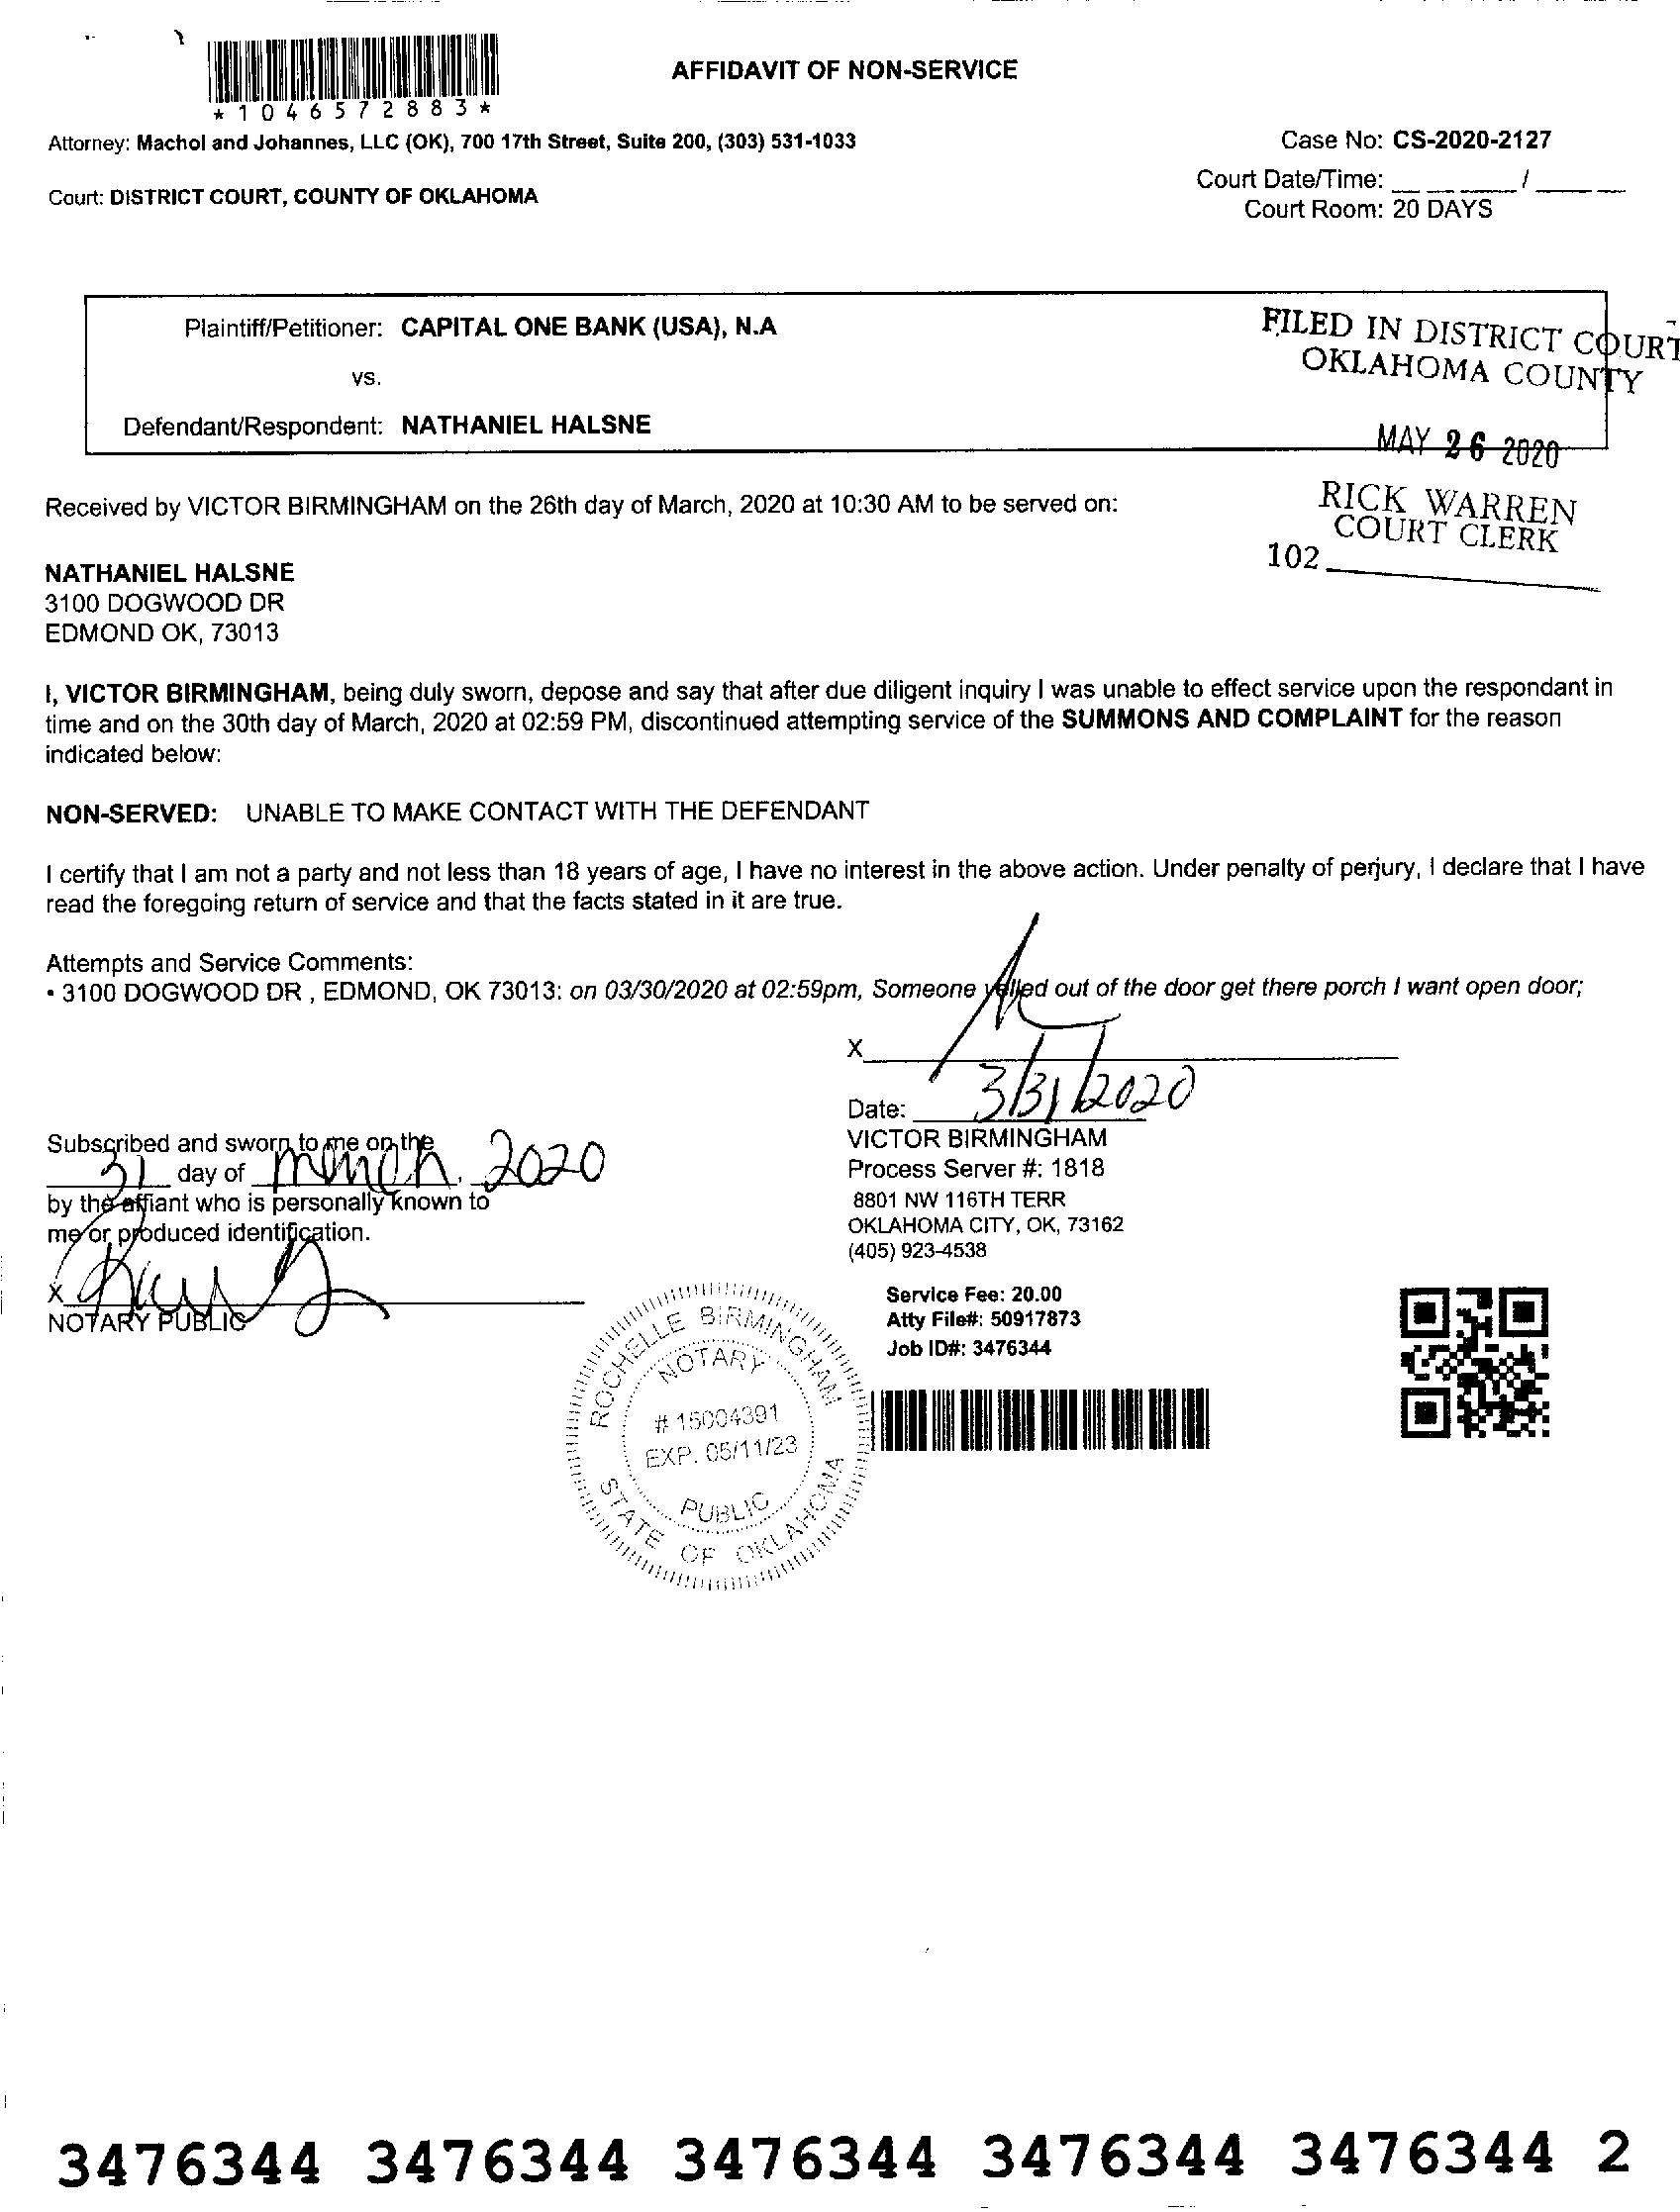 AFFIDAVIT OF NON-SERVICE
*1046572883*
Attorney: Machol and Johannes, LLC (OK), 700 17th Street, Suite 200, (303) 531-1033
Case No: CS-2020-2127
Court Date/Time: __ __ ____/____ __
Court: DISTRICT COURT, COUNTY OF OKLAHOMA
Court Room: 20 DAYS
Plaintiff/Petitioner: CAPITAL ONE BANK (USA), N.A
vs.
Defendant/Respondent: NATHANIEL HALSNE
FILED IN DISTRICT COURT
OKLAHOMA COUNTY
MAY 26 2020
RICK WARREN
COURT CLERK
102
Received by VICTOR BIRMINGHAM on the 26th day of March, 2020 at 10:30 AM to be served on:
NATHANIEL HALSNE
3100 DOGWOOD DR
EDMOND OK, 73013
I, VICTOR BIRMINGHAM, being duly sworn, depose and say that after due diligent inquiry I was unable to effect service upon the respondant in
time and on the 30th day of March, 2020 at 02:59 PM, discontinued attempting service of the SUMMONS AND COMPLAINT for the reason
indicated below:
NON-SERVED: UNABLE TO MAKE CONTACT WITH THE DEFENDANT
I certify that I am not a party and not less than 18 years of age, I have no interest in the above action. Under penalty of perjury, I declare that I have
read the foregoing return of service and that the facts stated in it are true.
Attempts and Service Comments:
• 3100 DOGWOOD DR , EDMOND, OK 73013: on 03/30/2020 at 02:59pm, Someone yelled out of the door get there porch I want open door;
X
Date: 3/31/2020
VICTOR BIRMINGHAM
Process Server #: 1818
8801 NW 116TH TERR
OKLAHOMA CITY, OK, 73162
(405) 923-4538
Subscribed and sworn to me on the
31 day of March, 2020
by the affiant who is personally known to
me or produced identification.
X
NOTARY PUBLIC
ROCHELLE BIRMINGHAM
NOTARY
# 15004391
EXP. 05/11/23
PUBLIC
STATE OF OKLAHOMA
Service Fee: 20.00
Atty File#: 50917873
Job ID#: 3476344
3476344 3476344 3476344 3476344 3476344 2